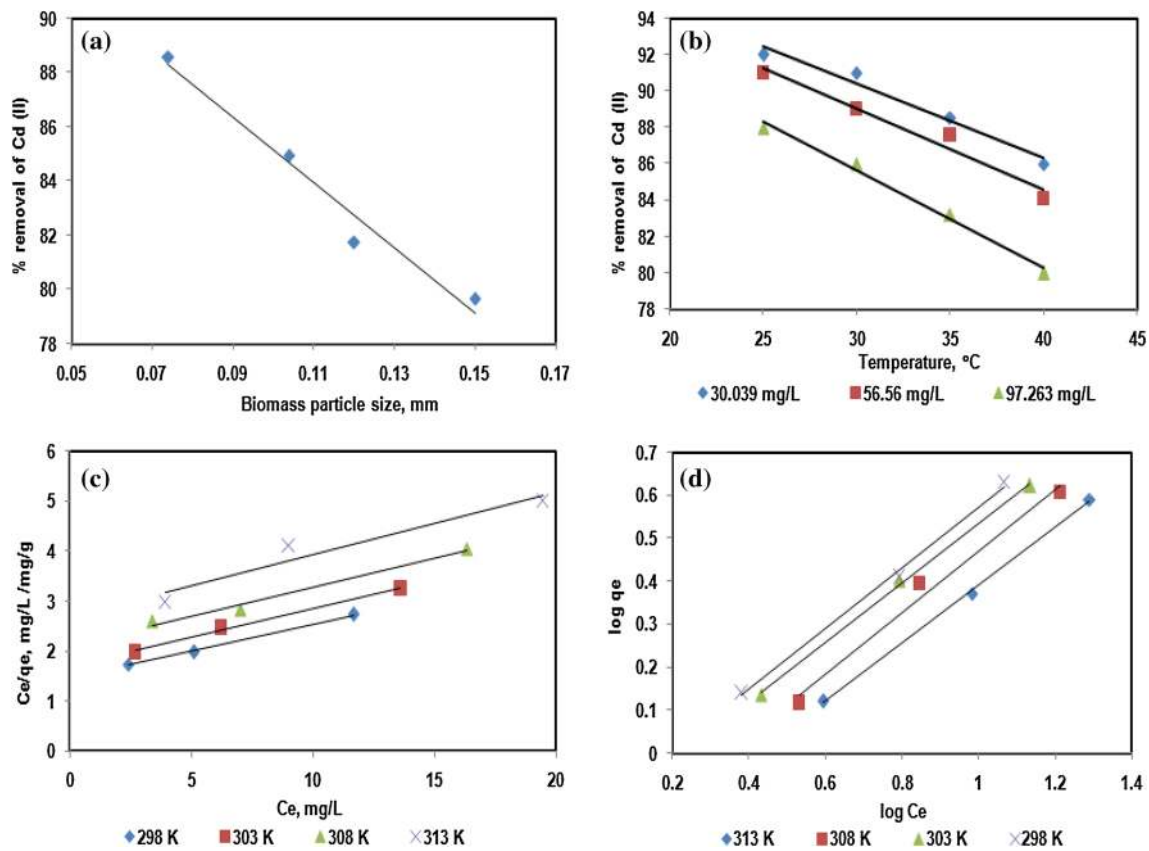 (a)
90
88
86
84
82
80
78
% removal of Cd (II)
0.05 0.07 0.09 0.11 0.13 0.15 0.17
Biomass particle size, mm
(b)
94
92
90
88
86
84
82
80
78
% removal of Cd (II)
20 25 30 35 40 45
Temperature, °C
30.039 mg/L 56.56 mg/L 97.263 mg/L
(c)
6
5
4
3
2
1
0
Ce/qe, mg/L /mg/g
0 5 10 15 20
Ce, mg/L
298 K 303 K 308 K 313 K
(d)
0.7
0.6
0.5
0.4
0.3
0.2
0.1
0
log qe
0.2 0.4 0.6 0.8 1 1.2 1.4
log Ce
313 K 308 K 303 K 298 K